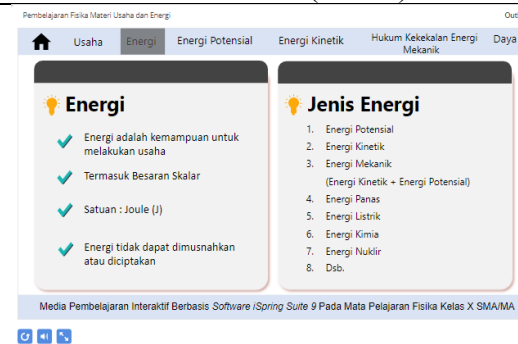 Pembelajaran Fisika Materi Usaha dan Energi
Usaha
Energi
Energi Potensial
Energi Kinetik
Hukum Kekekalan Energi
Mekanik
Daya
Energi
Energi adalah kemampuan untuk
melakukan usaha
Termasuk Besaran Skalar
Satuan : Joule (J)
Energi tidak dapat dimusnahkan
atau diciptakan
Jenis Energi
1. Energi Potensial
2. Energi Kinetik
3. Energi Mekanik
(Energi Kinetik + Energi Potensial)
4. Energi Panas
5. Energi Listrik
6. Energi Kimia
7. Energi Nuklir
8. Dsb.
Media Pembelajaran Interaktif Berbasis Software iSpring Suite 9 Pada Mata Pelajaran Fisika Kelas X SMA/MA